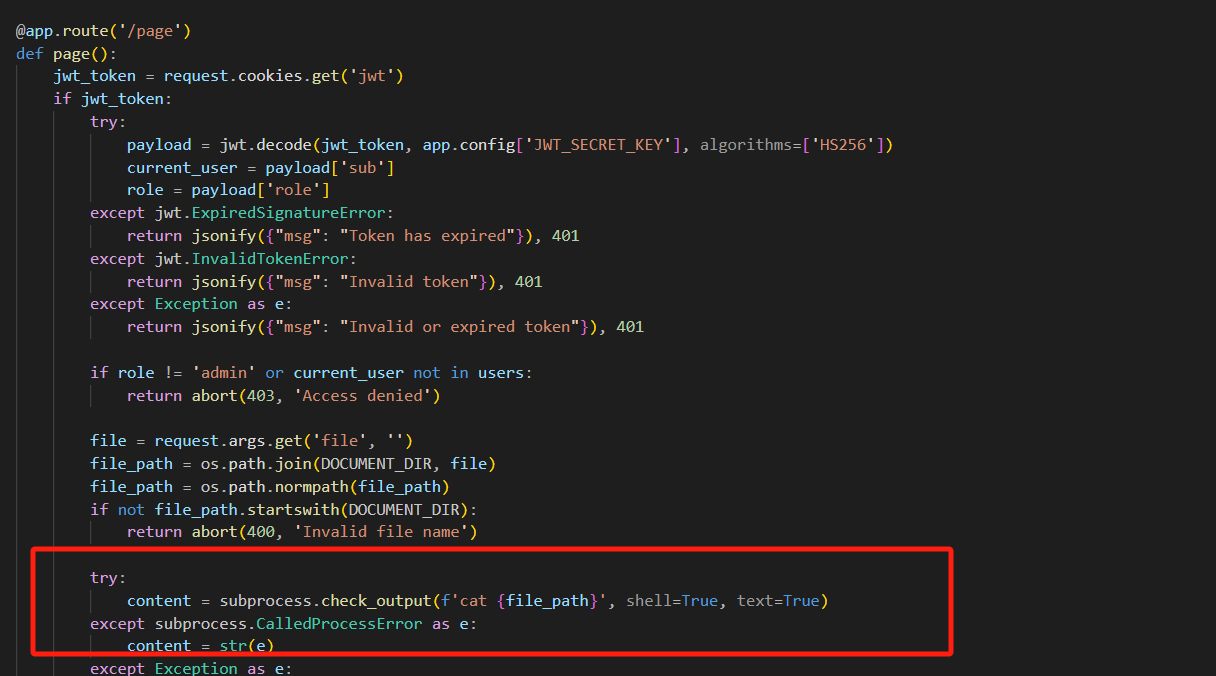 @app.route('/page')
def page():
    jwt_token = request.cookies.get('jwt')
    if jwt_token:
        try:
            payload = jwt.decode(jwt_token, app.config['JWT_SECRET_KEY'], algorithms=['HS256'])
            current_user = payload['sub']
            role = payload['role']
        except jwt.ExpiredSignatureError:
            return jsonify({"msg": "Token has expired"}), 401
        except jwt.InvalidTokenError:
            return jsonify({"msg": "Invalid token"}), 401
        except Exception as e:
            return jsonify({"msg": "Invalid or expired token"}), 401
        if role != 'admin' or current_user not in users:
            return abort(403, 'Access denied')
        file = request.args.get('file', '')
        file_path = os.path.join(DOCUMENT_DIR, file)
        file_path = os.path.normpath(file_path)
        if not file_path.startswith(DOCUMENT_DIR):
            return abort(400, 'Invalid file name')
        try:
            content = subprocess.check_output(f'cat {file_path}', shell=True, text=True)
        except subprocess.CalledProcessError as e:
            content = str(e)
        except Exception as e: